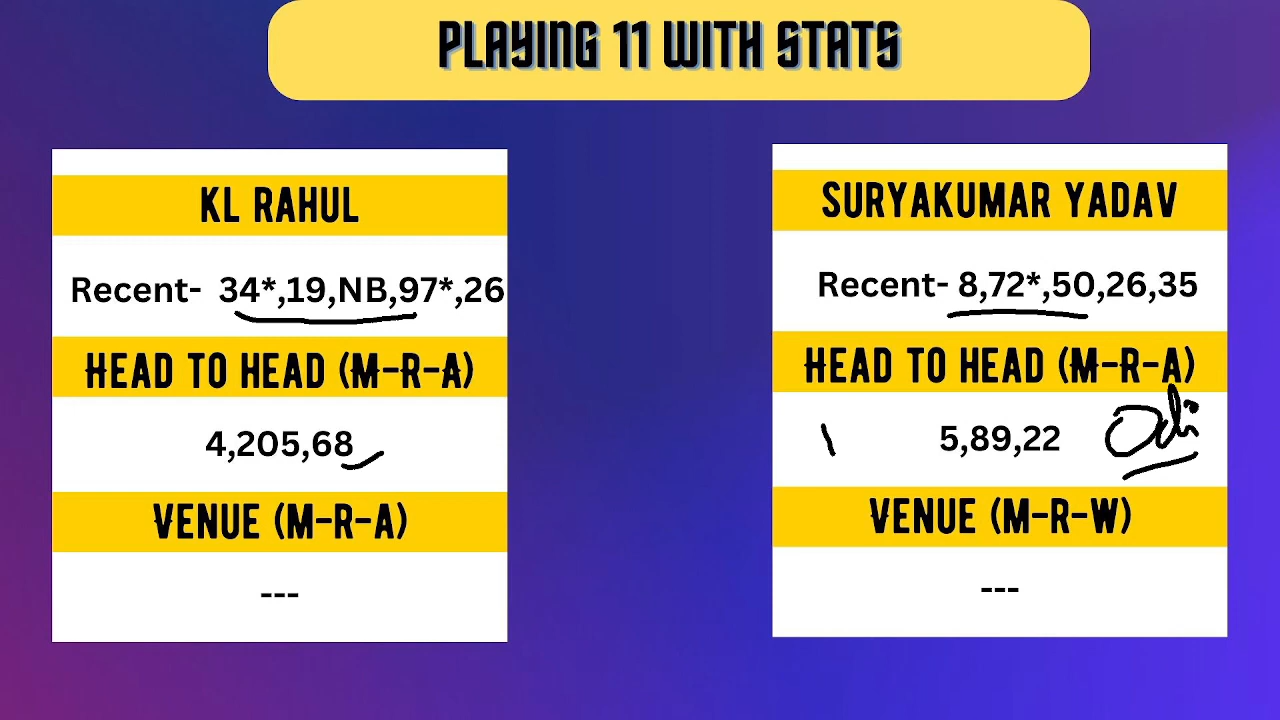 PLAYING 11 WITH STATS
KL RAHUL
Recent- 34*,19,NB,97*,26
HEAD TO HEAD (M-R-A)
4,205,68
VENUE (M-R-A)
---
SURYAKUMAR YADAV
Recent- 8,72*,50,26,35
HEAD TO HEAD (M-R-A)
5,89,22 Odi
VENUE (M-R-W)
---